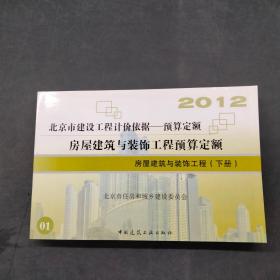 2012
北京市建设工程计价依据——预算定额
房屋建筑与装饰工程预算定额
房屋建筑与装饰工程（下册）
北京市住房和城乡建设委员会
01
中国建筑工业出版社